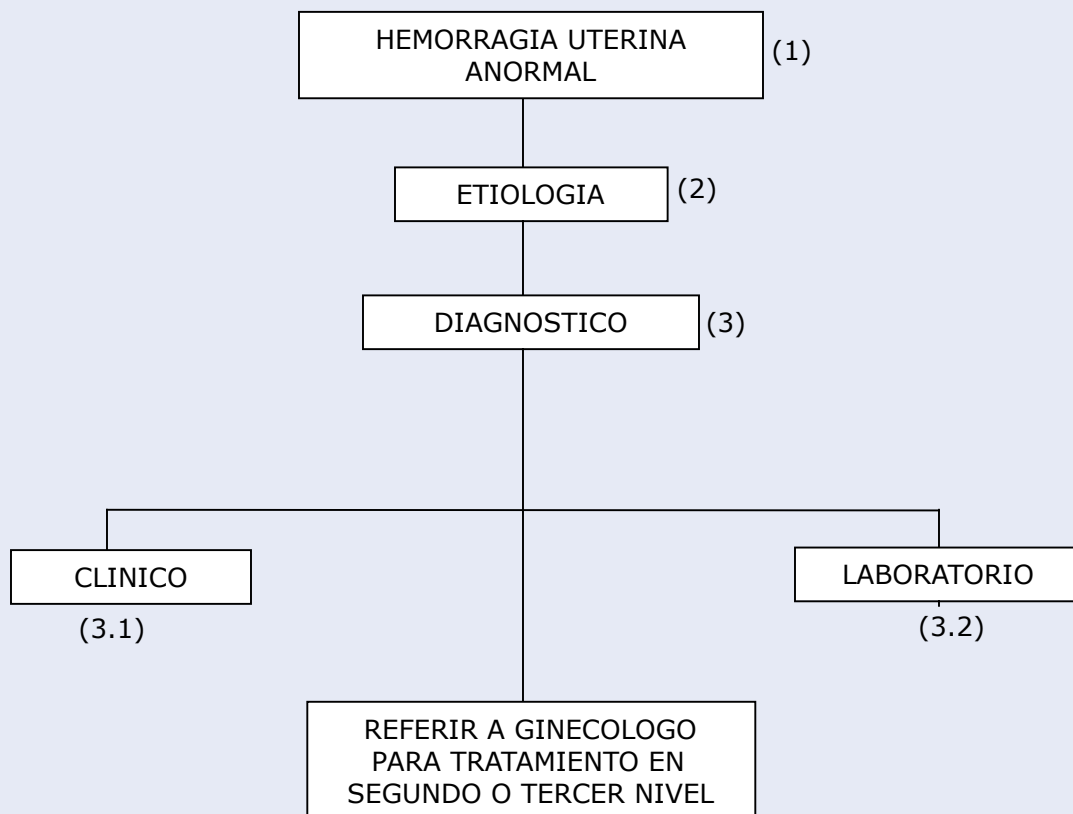 HEMORRAGIA UTERINA
ANORMAL
(1)
ETIOLOGIA
(2)
DIAGNOSTICO
(3)
CLINICO
(3.1)
LABORATORIO
(3.2)
REFERIR A GINECOLOGO
PARA TRATAMIENTO EN
SEGUNDO O TERCER NIVEL